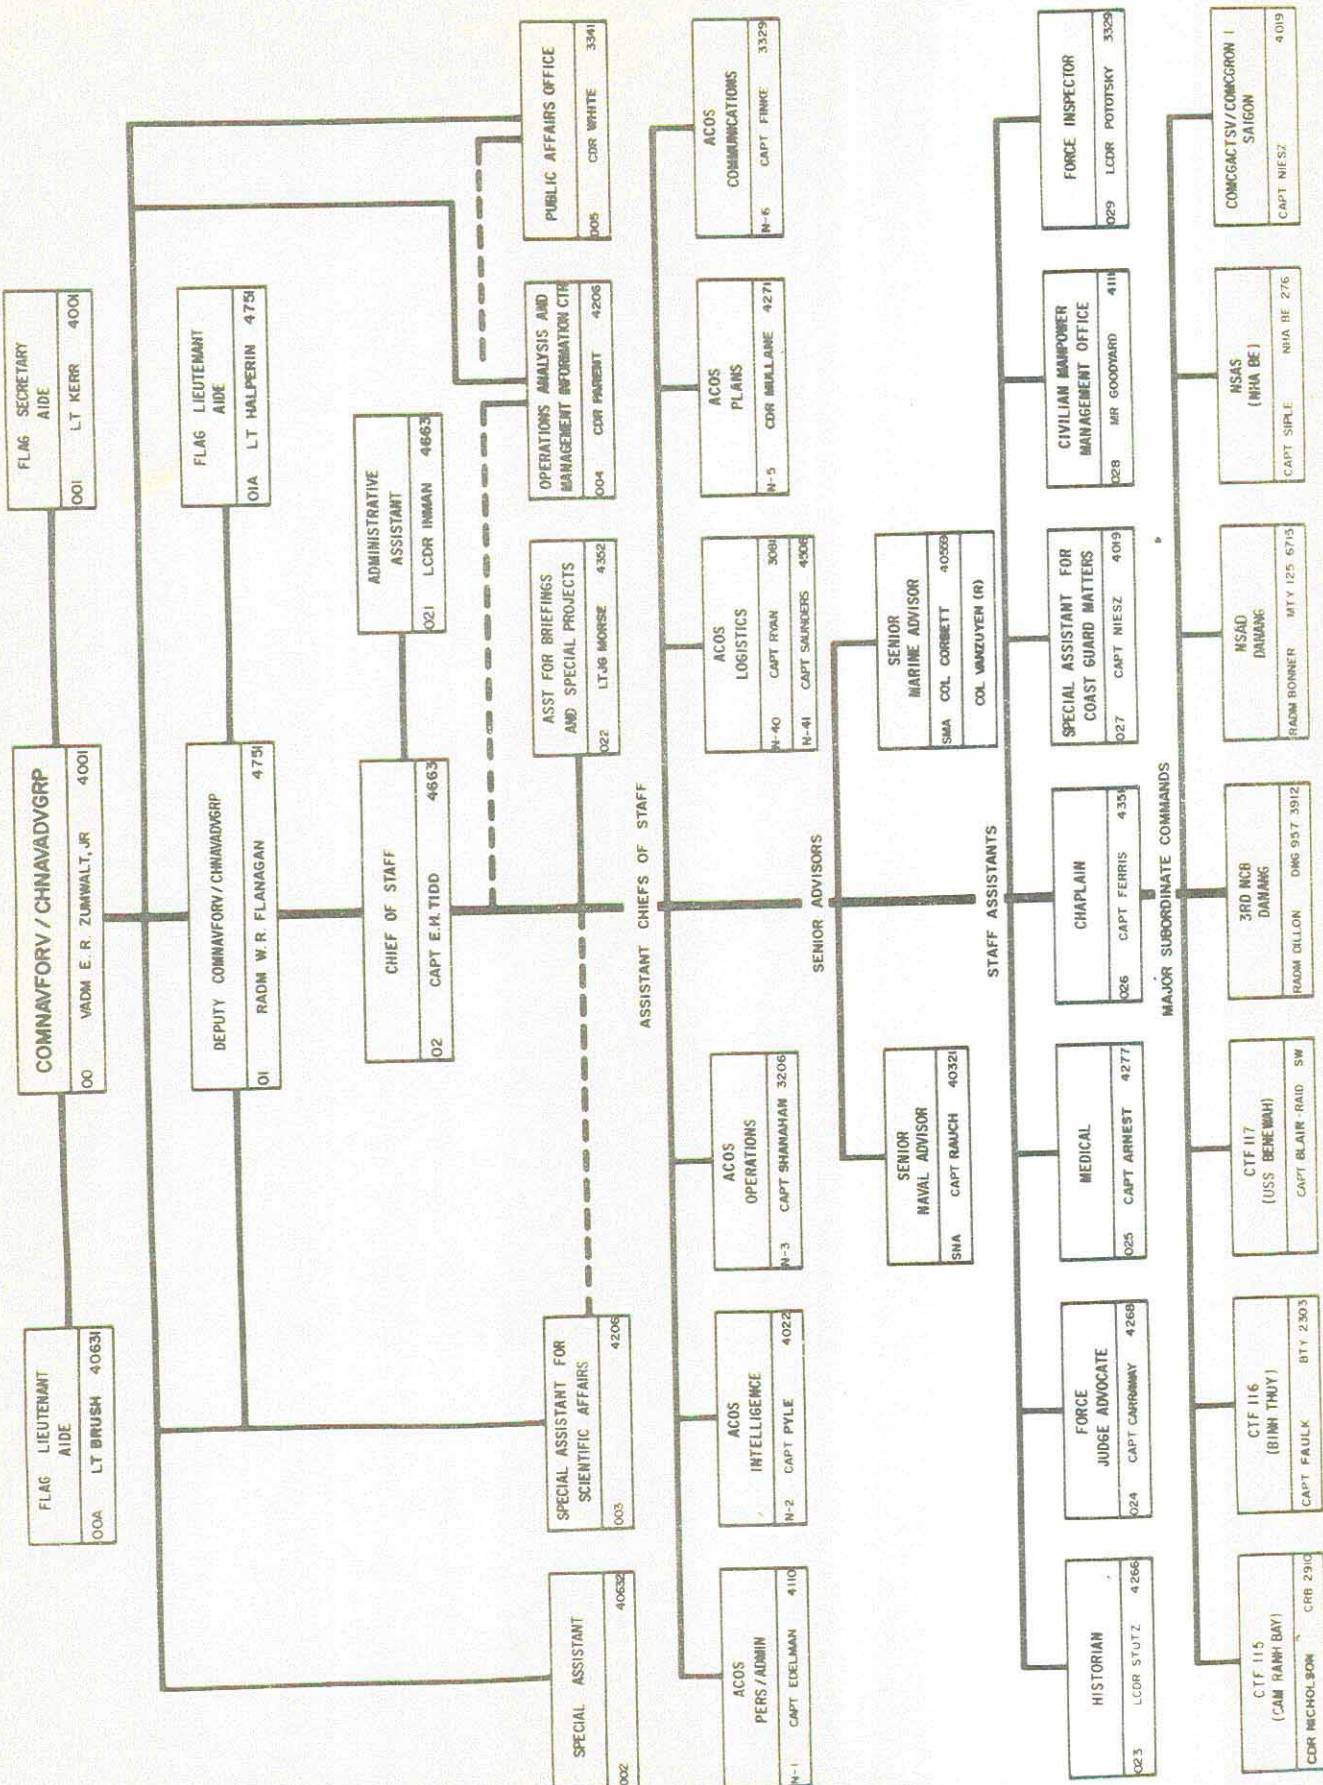 FLAG LIEUTENANT
AIDE
00A LT BRUSH 40631
COMNAVFORV / CHNAVADVGRP
00 VADM E. R. ZUMWALT, JR 4001
FLAG SECRETARY
AIDE
001 LT KERR 4001
DEPUTY COMNAVFORV / CHNAVADVGRP
01 RADM W. R. FLANAGAN 4751
FLAG LIEUTENANT
AIDE
01A LT HALPERIN 4751
CHIEF OF STAFF
02 CAPT E.H. TIDD 4663
ADMINISTRATIVE
ASSISTANT
021 LCDR INMAN 4663
SPECIAL ASSISTANT
002 40632
SPECIAL ASSISTANT FOR
SCIENTIFIC AFFAIRS
003 4206
ASST FOR BRIEFINGS
AND SPECIAL PROJECTS
022 LTJG MORSE 4352
OPERATIONS ANALYSIS AND
MANAGEMENT INFORMATION CTR
004 CDR PARENT 4206
PUBLIC AFFAIRS OFFICE
005 CDR WHITE 3341
ASSISTANT CHIEFS OF STAFF
ACOS
PERS / ADMIN
N-1 CAPT EDELMAN 4110
ACOS
INTELLIGENCE
N-2 CAPT PYLE 4022
ACOS
OPERATIONS
N-3 CAPT SHANAHAN 3206
ACOS
LOGISTICS
N-40 CAPT RYAN 3081
N-41 CAPT SAUNDERS 4308
ACOS
PLANS
N-5 CDR MULLANE 4271
ACOS
COMMUNICATIONS
N-6 CAPT FINKE 3329
SENIOR ADVISORS
SENIOR
NAVAL ADVISOR
SNA CAPT RAUCH 40321
SENIOR
MARINE ADVISOR
SMA COL CORBETT 40559
COL VANZUYEN (R)
STAFF ASSISTANTS
HISTORIAN
023 LCDR STUTZ 4266
FORCE
JUDGE ADVOCATE
024 CAPT CARRAWAY 4268
MEDICAL
025 CAPT ARNEST 4277
CHAPLAIN
026 CAPT FERRIS 4351
SPECIAL ASSISTANT FOR
COAST GUARD MATTERS
027 CAPT NIESZ 4019
CIVILIAN MANPOWER
MANAGEMENT OFFICE
028 MR GOODYARD 4111
FORCE INSPECTOR
029 LCDR POTOTSKY 3329
MAJOR SUBORDINATE COMMANDS
CTF 115
(CAM RANH BAY)
CDR NICHOLSON CRB 2910
CTF 116
(BINH THUY)
CAPT FAULK BTY 2303
CTF 117
(USS BENEWAH)
CAPT BLAIR-RAID SW
3RD NCB
DANANG
RADM DILLON DNG 957 3912
NSAD
DANANG
RADM BONNER MTY 125 6715
NSAS
(NHA BE)
CAPT SIPLE NHA BE 276
COMCGACTSV/COMCGRON 1
SAIGON
CAPT NIESZ 4019